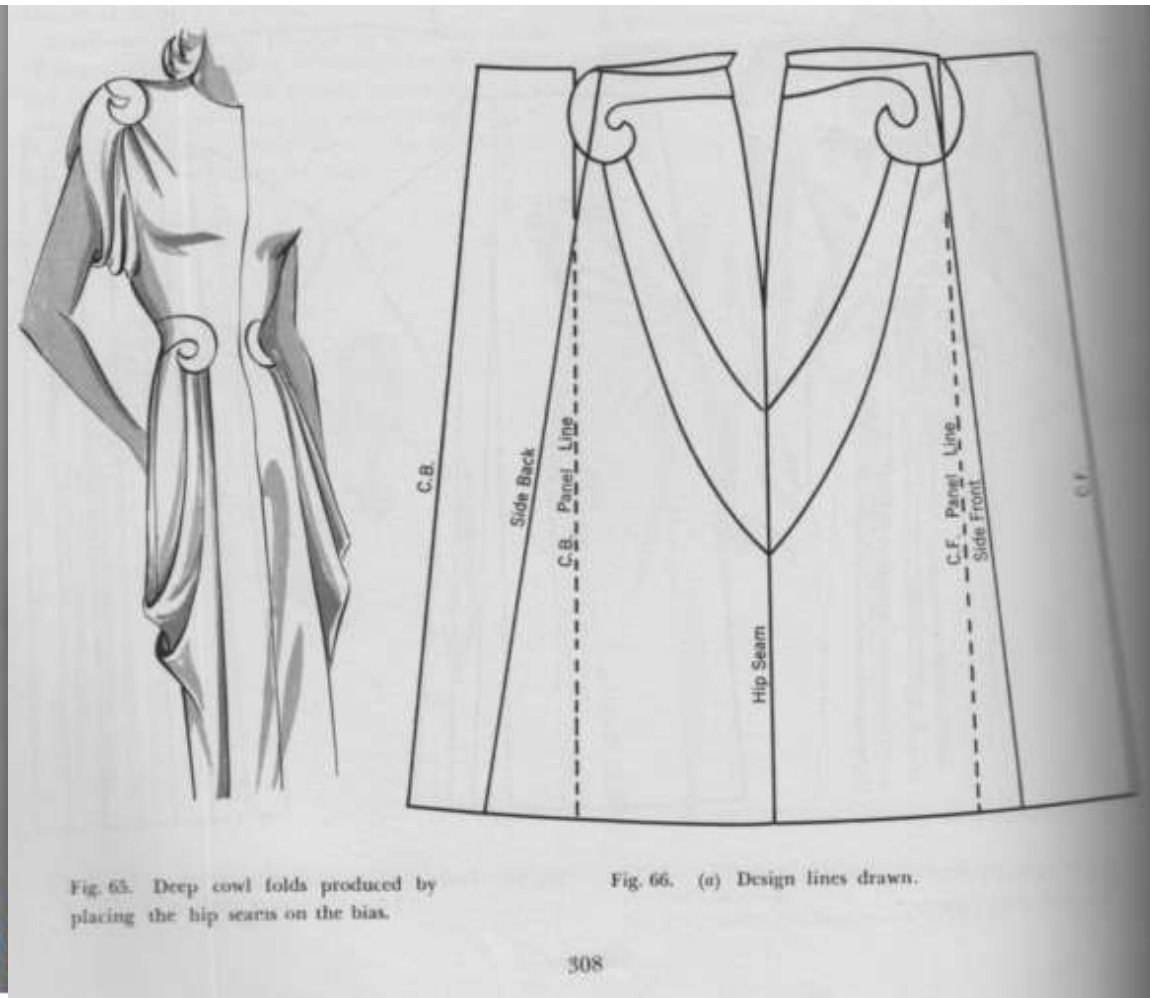 C.B.
Side Back
C.B. Panel Line
Hip Seam
C.F. Panel Line
Side Front
C.F.
Fig. 65. Deep cowl folds produced by
placing the hip seams on the bias.
Fig. 66. (a) Design lines drawn.
308